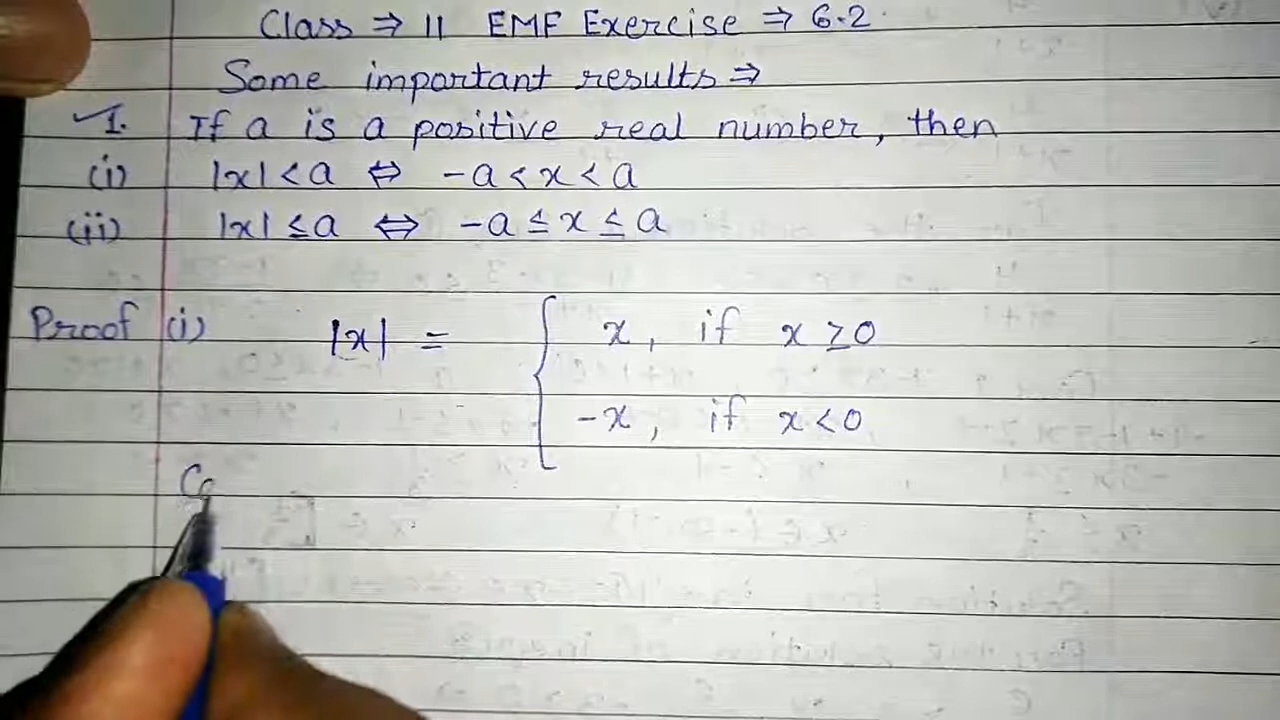 Class ⇒ 11 EMF Exercise ⇒ 6.2
Some important results ⇒
1. If a is a positive real number, then
(i) |x| < a ⇔ -a < x < a
(ii) |x| ≤ a ⇔ -a ≤ x ≤ a
Proof (i) |x| = { x, if x ≥ 0
-x, if x < 0
Ca